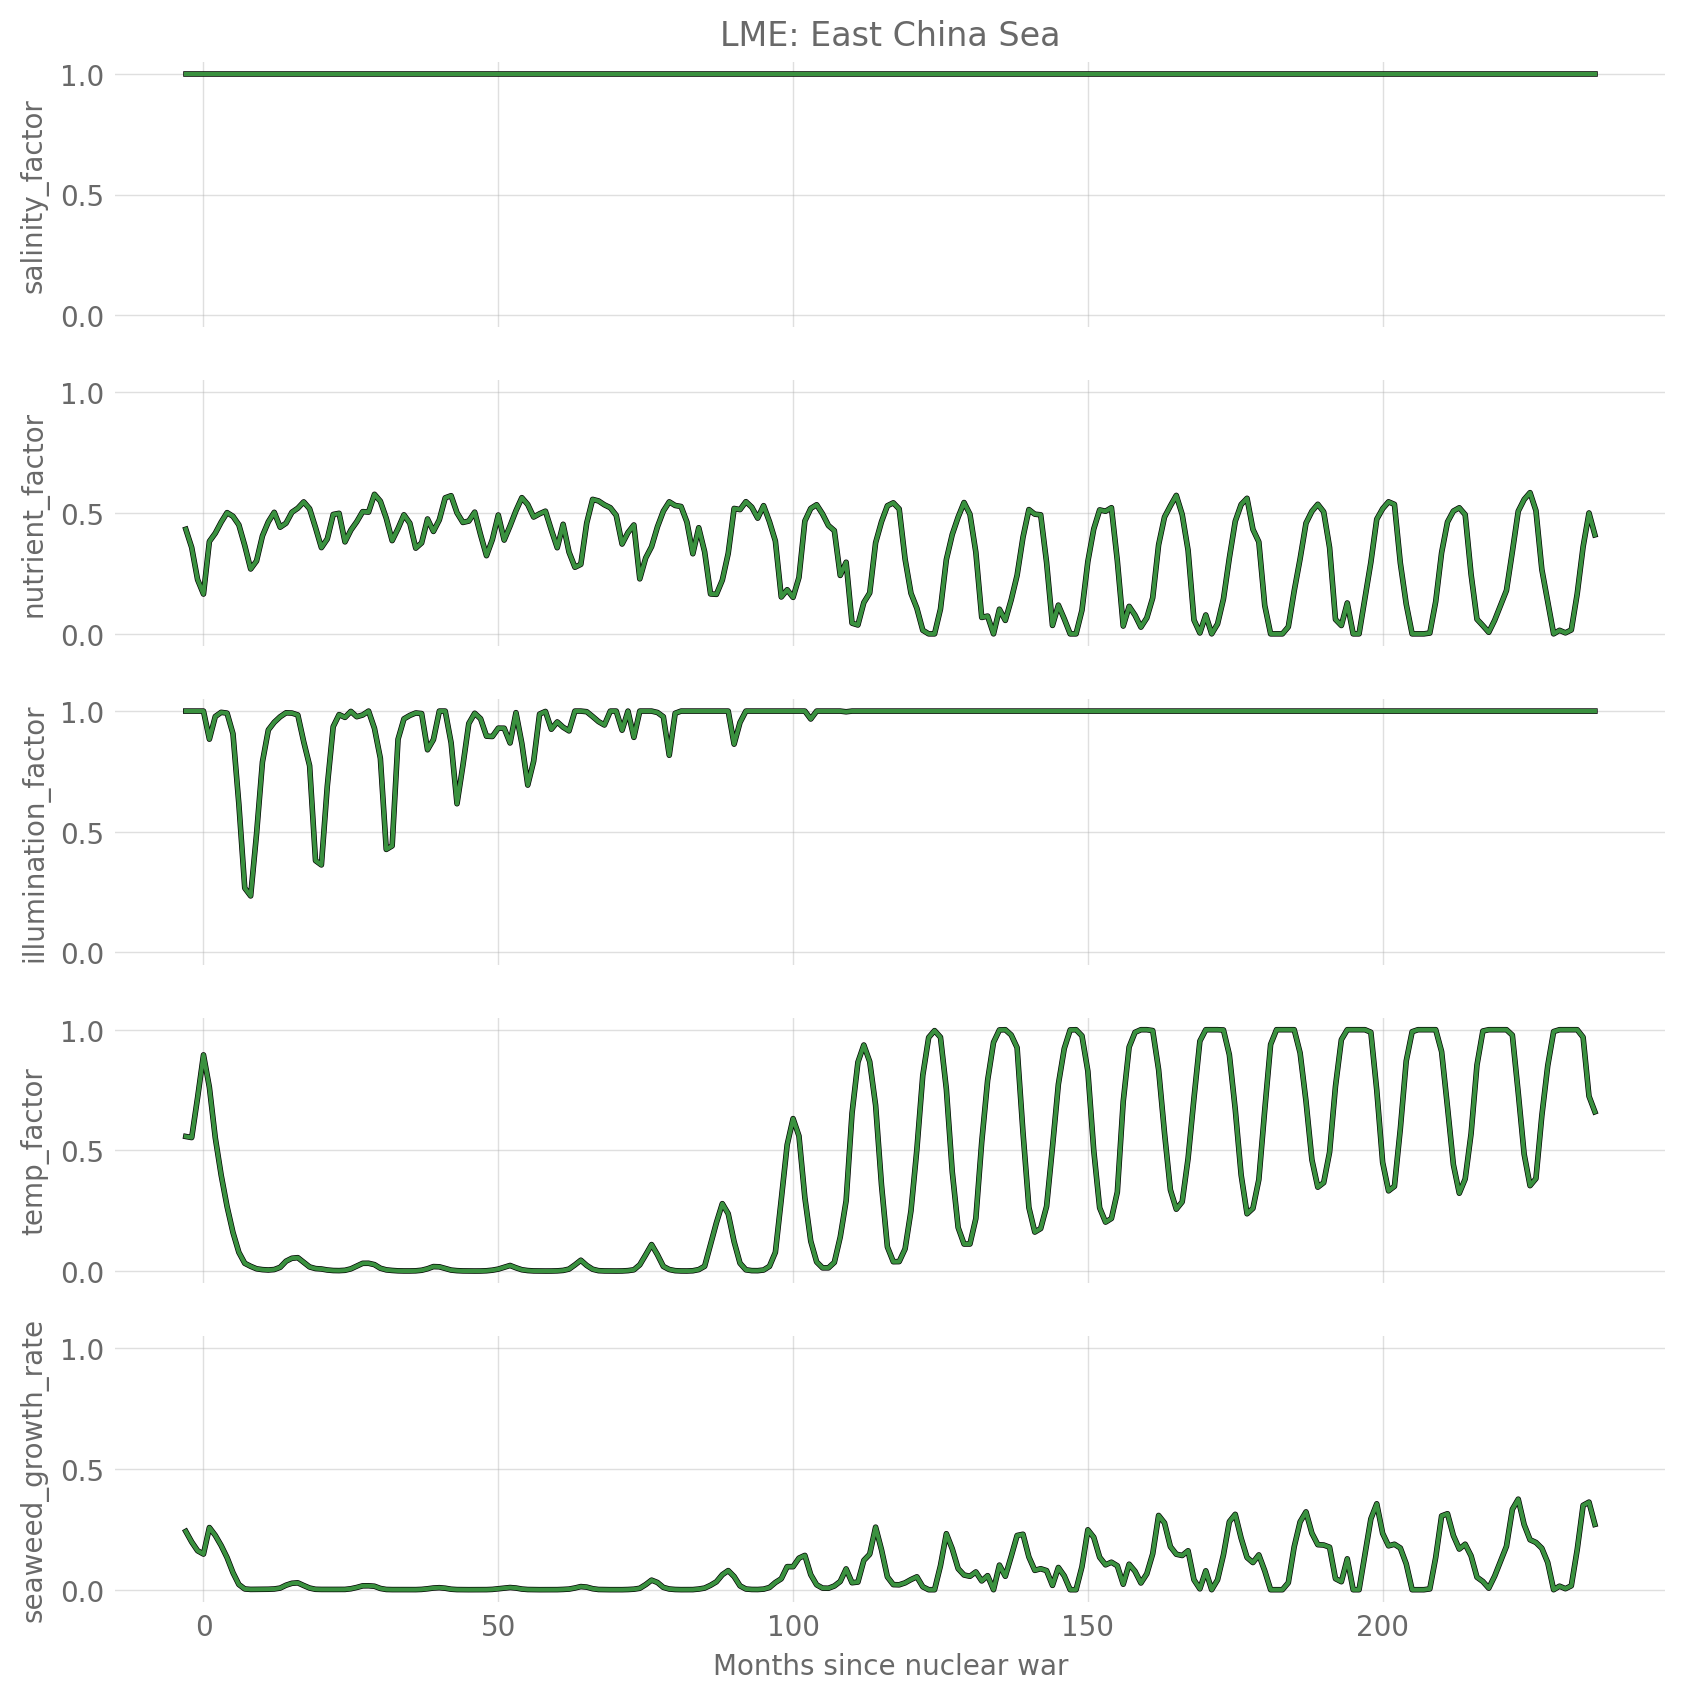 LME: East China Sea
salinity_factor
1.0
0.5
0.0
nutrient_factor
1.0
0.5
0.0
illumination_factor
1.0
0.5
0.0
temp_factor
1.0
0.5
0.0
seaweed_growth_rate
1.0
0.5
0.0
0 50 100 150 200
Months since nuclear war